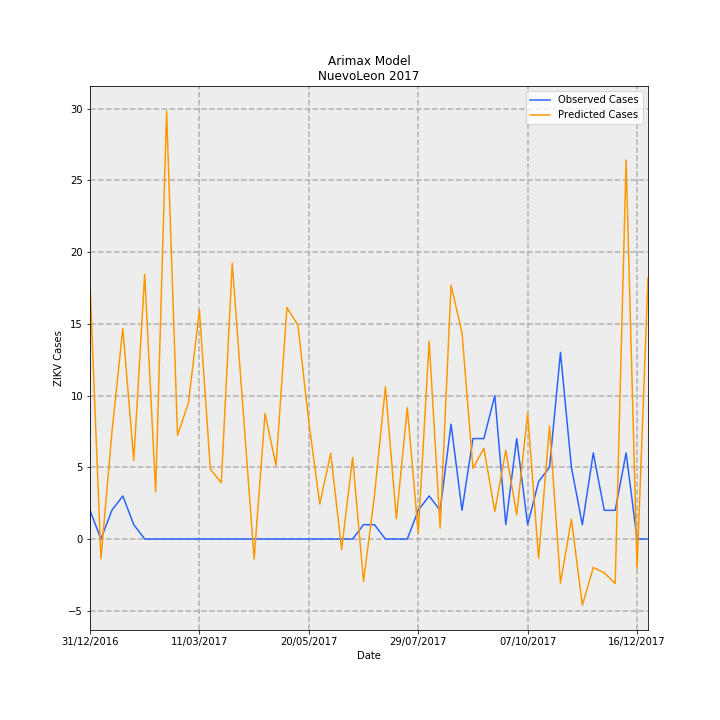 Arimax Model
NuevoLeon 2017
Observed Cases
Predicted Cases
30
25
20
15
10
5
0
−5
ZIKV Cases
31/12/2016 11/03/2017 20/05/2017 29/07/2017 07/10/2017 16/12/2017
Date